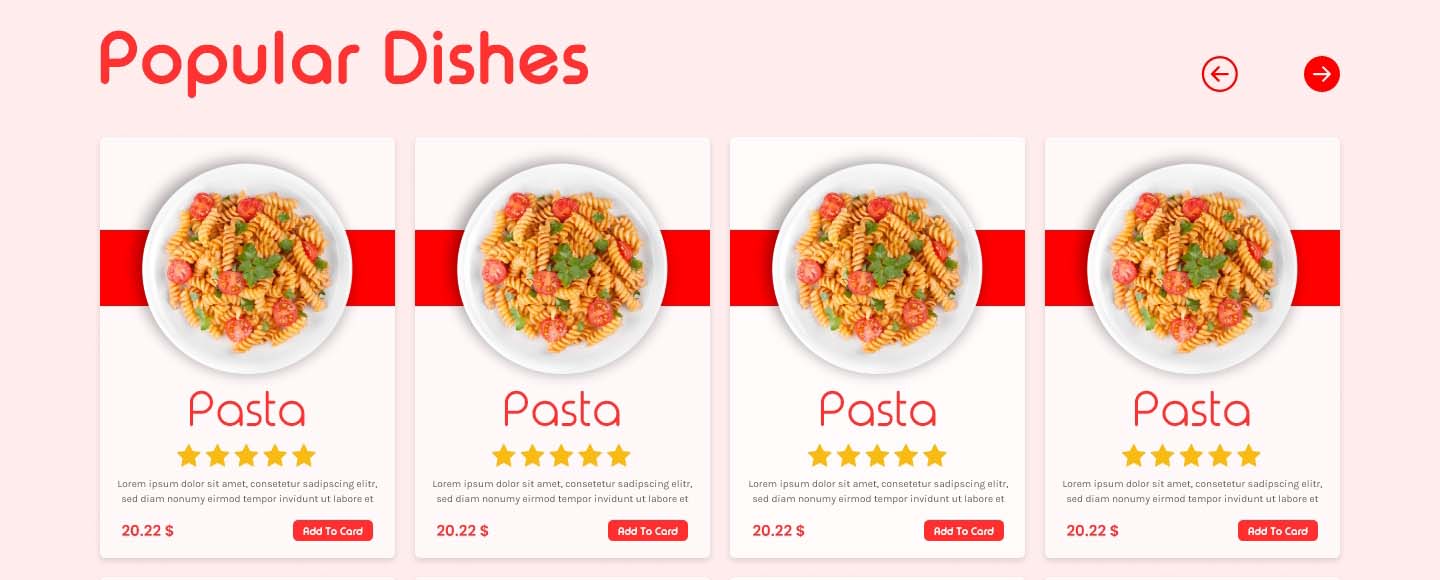 Popular Dishes
Pasta
Lorem ipsum dolor sit amet, consetetur sadipscing elitr,
sed diam nonumy eirmod tempor invidunt ut labore et
20.22 $
Add To Card
Pasta
Lorem ipsum dolor sit amet, consetetur sadipscing elitr,
sed diam nonumy eirmod tempor invidunt ut labore et
20.22 $
Add To Card
Pasta
Lorem ipsum dolor sit amet, consetetur sadipscing elitr,
sed diam nonumy eirmod tempor invidunt ut labore et
20.22 $
Add To Card
Pasta
Lorem ipsum dolor sit amet, consetetur sadipscing elitr,
sed diam nonumy eirmod tempor invidunt ut labore et
20.22 $
Add To Card